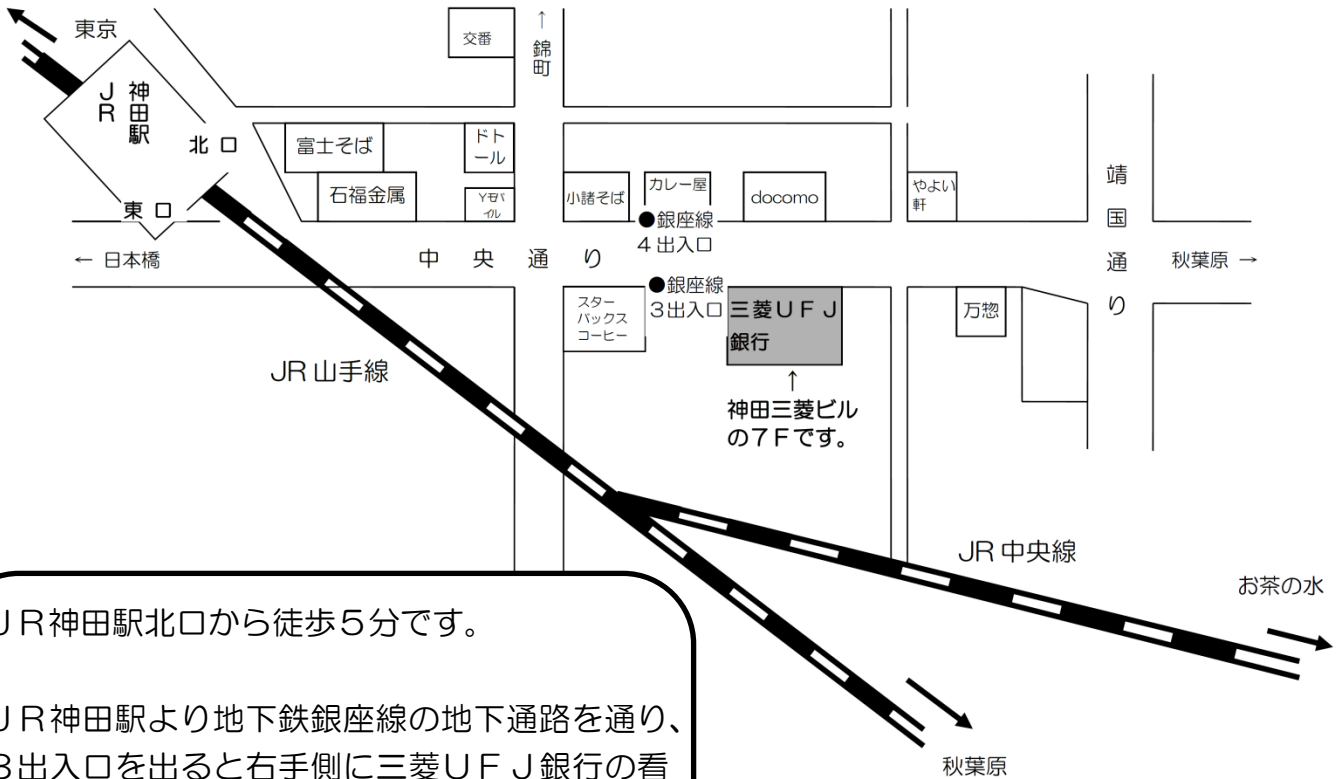 東京
JR
神田駅
北口
東口
交番
↑錦町
富士そば
ドト
ール
石福金属
Yモバ
イル
小諸そば
カレー屋
docomo
やよい
軒
●銀座線
4出入口
靖国通り
← 日本橋
中央通り
秋葉原 →
●銀座線
3出入口
スター
バックス
コーヒー
三菱UFJ
銀行
万惣
↑
神田三菱ビル
の7Fです。
JR山手線
JR中央線
お茶の水
秋葉原
JR神田駅北口から徒歩5分です。
JR神田駅より地下鉄銀座線の地下通路を通り、
3出入口を出ると右手側に三菱UFJ銀行の看